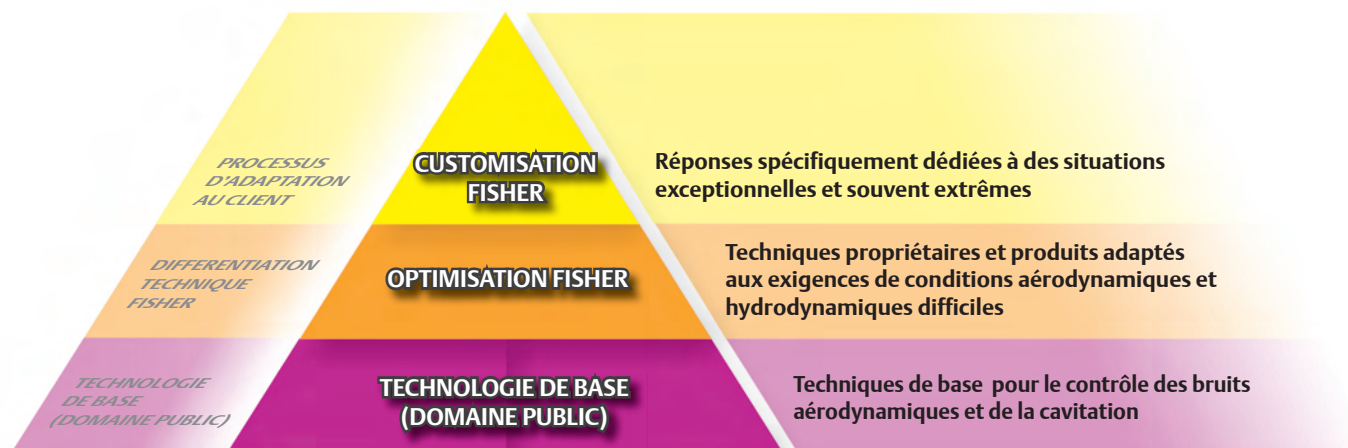 PROCESSUS
D'ADAPTATION
AU CLIENT
CUSTOMISATION
FISHER
Réponses spécifiquement dédiées à des situations
exceptionnelles et souvent extrêmes
DIFFERENTIATION
TECHNIQUE
FISHER
OPTIMISATION FISHER
Techniques propriétaires et produits adaptés
aux exigences de conditions aérodynamiques et
hydrodynamiques difficiles
TECHNOLOGIE
DE BASE
(DOMAINE PUBLIC)
TECHNOLOGIE DE BASE
(DOMAINE PUBLIC)
Techniques de base pour le contrôle des bruits
aérodynamiques et de la cavitation